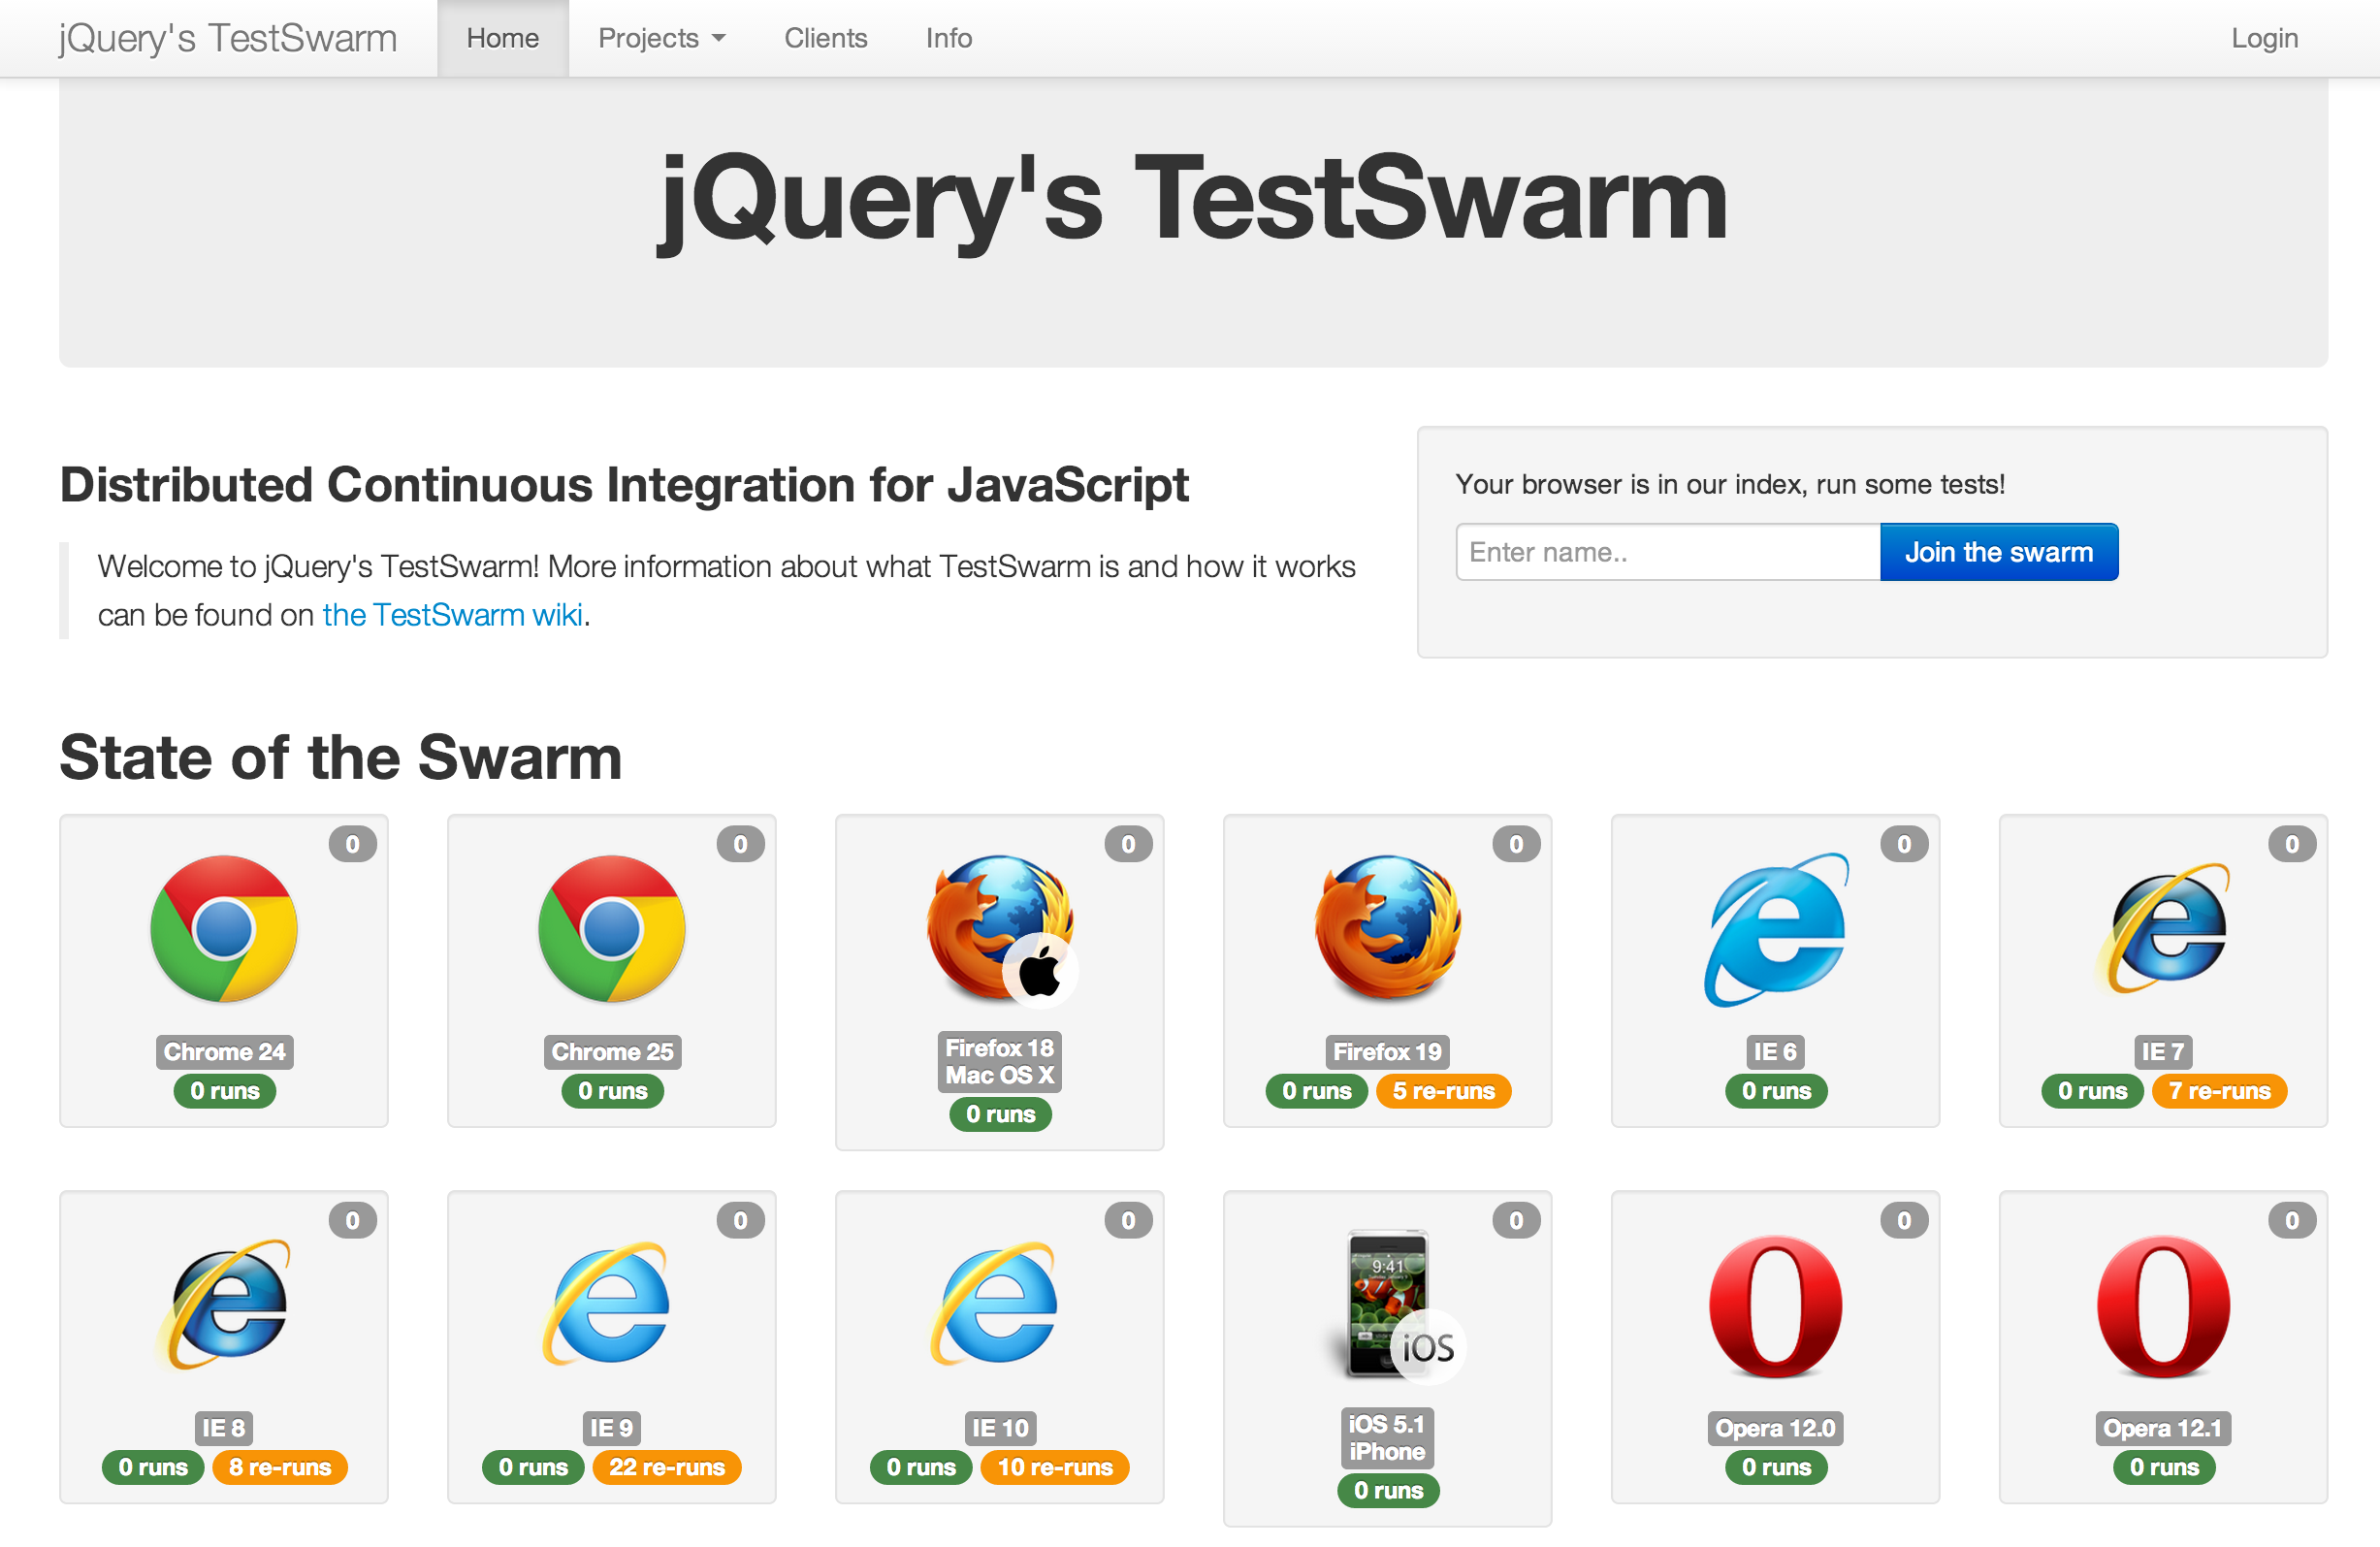 jQuery's TestSwarm Home Projects Clients Info Login
jQuery's TestSwarm
Distributed Continuous Integration for JavaScript
Welcome to jQuery's TestSwarm! More information about what TestSwarm is and how it works
can be found on the TestSwarm wiki.
Your browser is in our index, run some tests!
Enter name.. Join the swarm
State of the Swarm
0
Chrome 24
0 runs
0
Chrome 25
0 runs
0
Firefox 18
Mac OS X
0 runs
0
Firefox 19
0 runs 5 re-runs
0
IE 6
0 runs
0
IE 7
0 runs 7 re-runs
0
IE 8
0 runs 8 re-runs
0
IE 9
0 runs 22 re-runs
0
IE 10
0 runs 10 re-runs
0
9:41
iOS
iOS 5.1
iPhone
0 runs
0
Opera 12.0
0 runs
0
Opera 12.1
0 runs